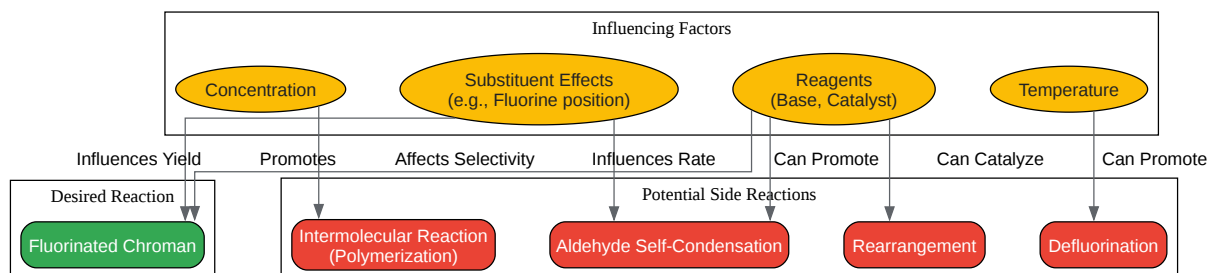 Influencing Factors
Concentration
Substituent Effects
(e.g., Fluorine position)
Reagents
(Base, Catalyst)
Temperature
Influences Yield
Promotes
Affects Selectivity
Influences Rate
Can Promote
Can Catalyze
Can Promote
Desired Reaction
Potential Side Reactions
Fluorinated Chroman
Intermolecular Reaction
(Polymerization)
Aldehyde Self-Condensation
Rearrangement
Defluorination